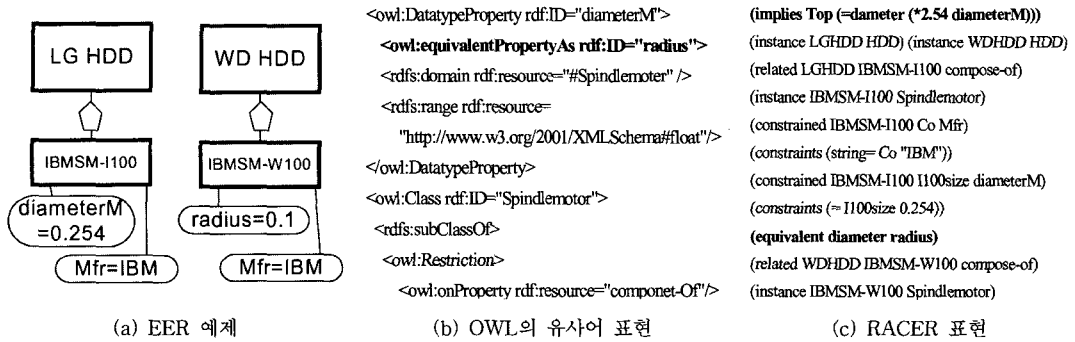 LG HDD
WD HDD
IBMSM-I100
IBMSM-W100
diameterM
=0.254
radius=0.1
Mfr=IBM
Mfr=IBM
(a) EER 예제
<owl:DatatypeProperty rdf:ID="diameterM">
<owl:equivalentPropertyAs rdf:ID="radius">
<rdfs:domain rdf:resource="#Spindlemoter" />
<rdfs:range rdf:resource=
"http://www.w3.org/2001/XMLSchema#float"/>
</owl:DatatypeProperty>
<owl:Class rdf:ID="Spindlemotor">
<rdfs:subClassOf>
<owl:Restriction>
<owl:onProperty rdf:resource="componet-Of"/>
(b) OWL의 유사어 표현
(implies Top (=dameter (*2.54 diameterM)))
(instance LGHDD HDD) (instance WDHDD HDD)
(related LGHDD IBMSM-I100 compose-of)
(instance IBMSM-I100 Spindlemotor)
(constrained IBMSM-I100 Co Mfr)
(constraints (string= Co "IBM"))
(constrained IBMSM-I100 I100size diameterM)
(constraints (= I100size 0.254))
(equivalent diameter radius)
(related WDHDD IBMSM-W100 compose-of)
(instance IBMSM-W100 Spindlemotor)
(c) RACER 표현